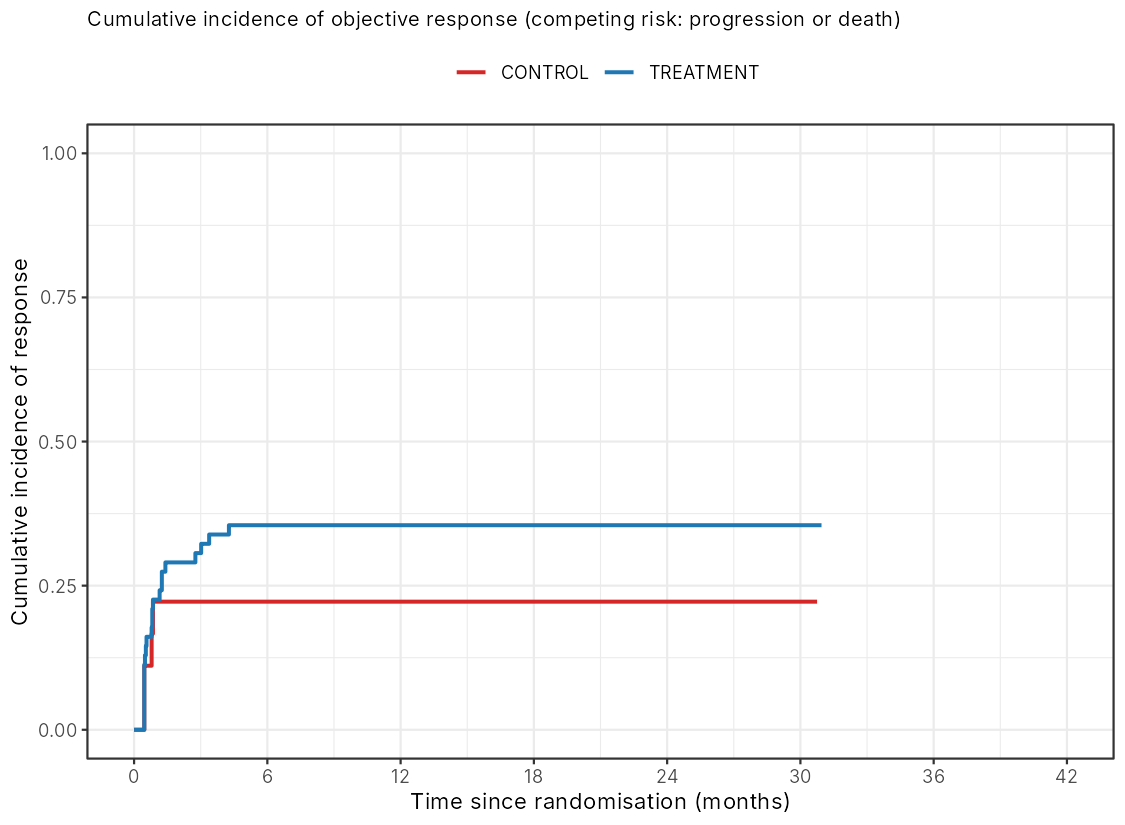 Cumulative incidence of objective response (competing risk: progression or death)
CONTROL TREATMENT
Cumulative incidence of response
1.00
0.75
0.50
0.25
0.00
0 6 12 18 24 30 36 42
Time since randomisation (months)